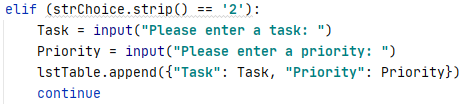 elif (strChoice.strip() == '2'):
    Task = input("Please enter a task: ")
    Priority = input("Please enter a priority: ")
    lstTable.append({"Task": Task, "Priority": Priority})
    continue